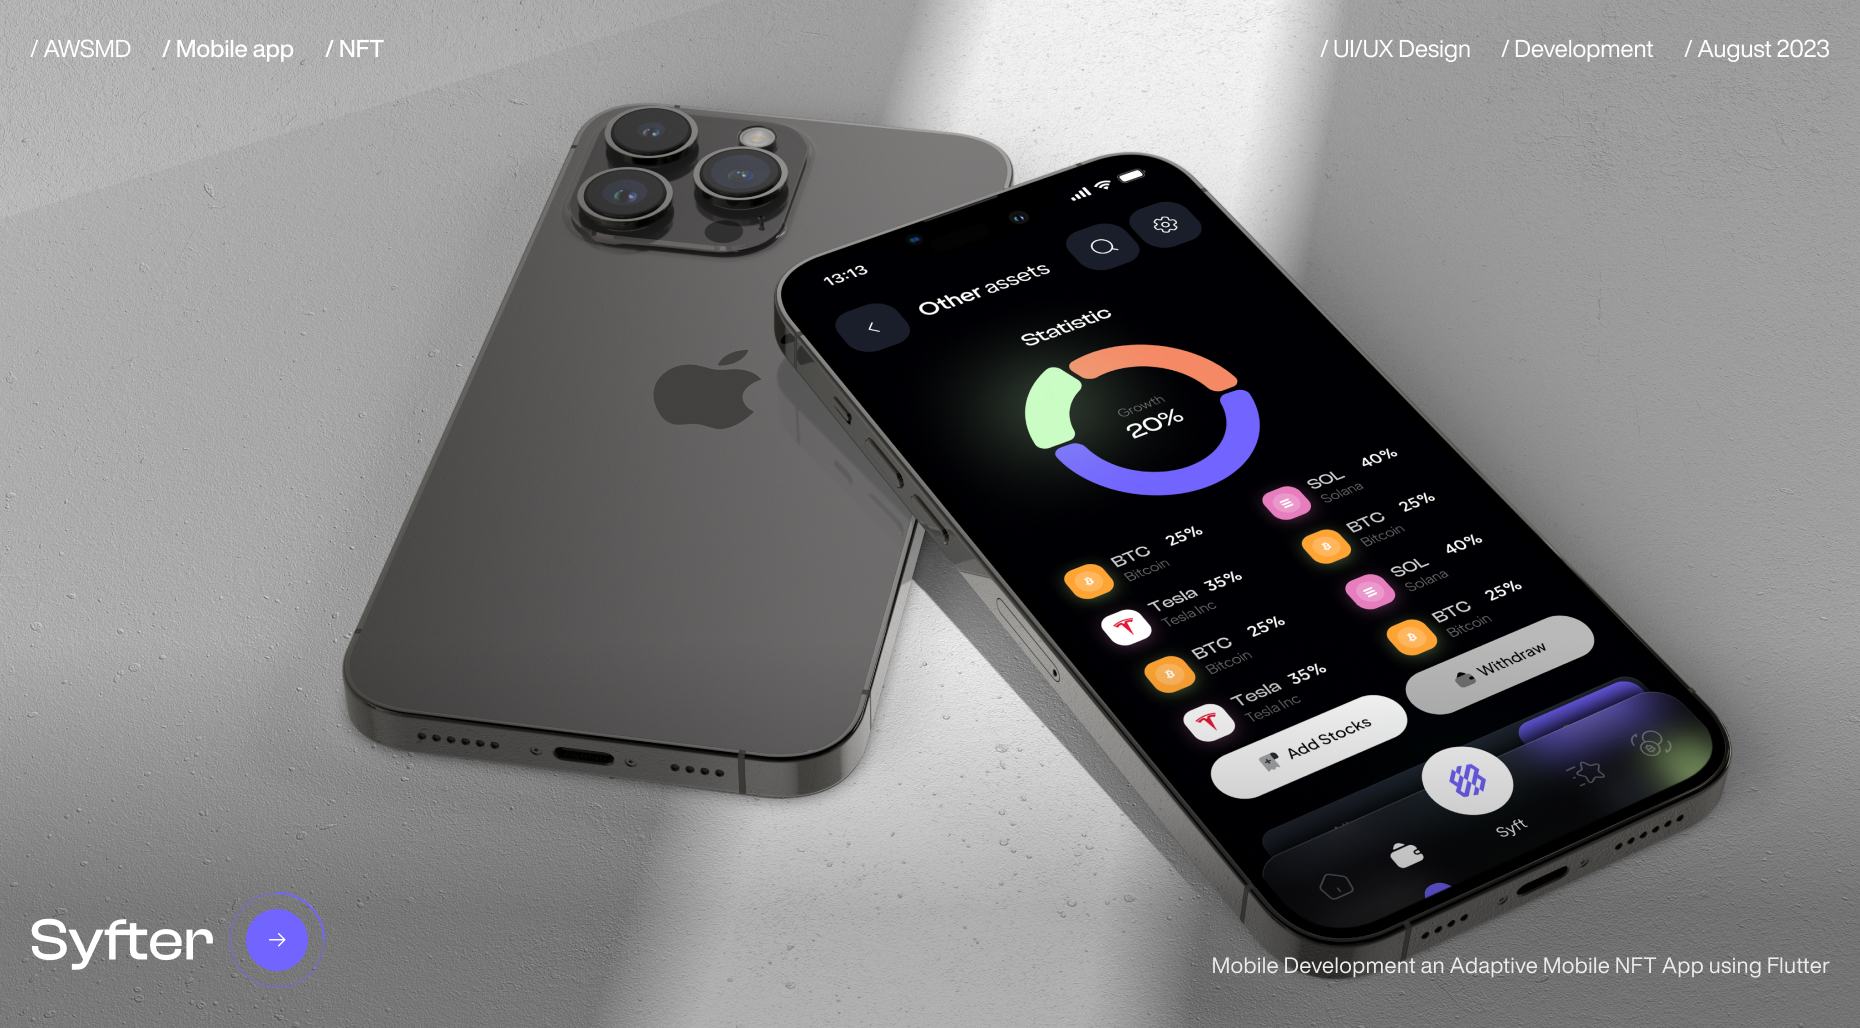 / AWSMD / Mobile app / NFT
/ UI/UX Design / Development / August 2023
13:13
Other assets
Statistic
Growth
20%
BTC 25%
Bitcoin
Tesla 35%
Tesla Inc
BTC 25%
Bitcoin
Tesla 35%
Tesla Inc
SOL 40%
Solana
BTC 25%
Bitcoin
SOL 40%
Solana
BTC 25%
Bitcoin
Add Stocks
Withdraw
Syft
Syfter
Mobile Development an Adaptive Mobile NFT App using Flutter